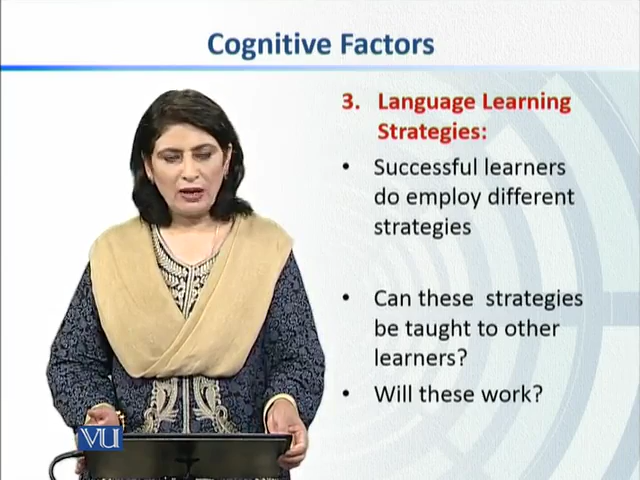 Cognitive Factors
3. Language Learning
Strategies:
• Successful learners
do employ different
strategies
• Can these strategies
be taught to other
learners?
• Will these work?
VU